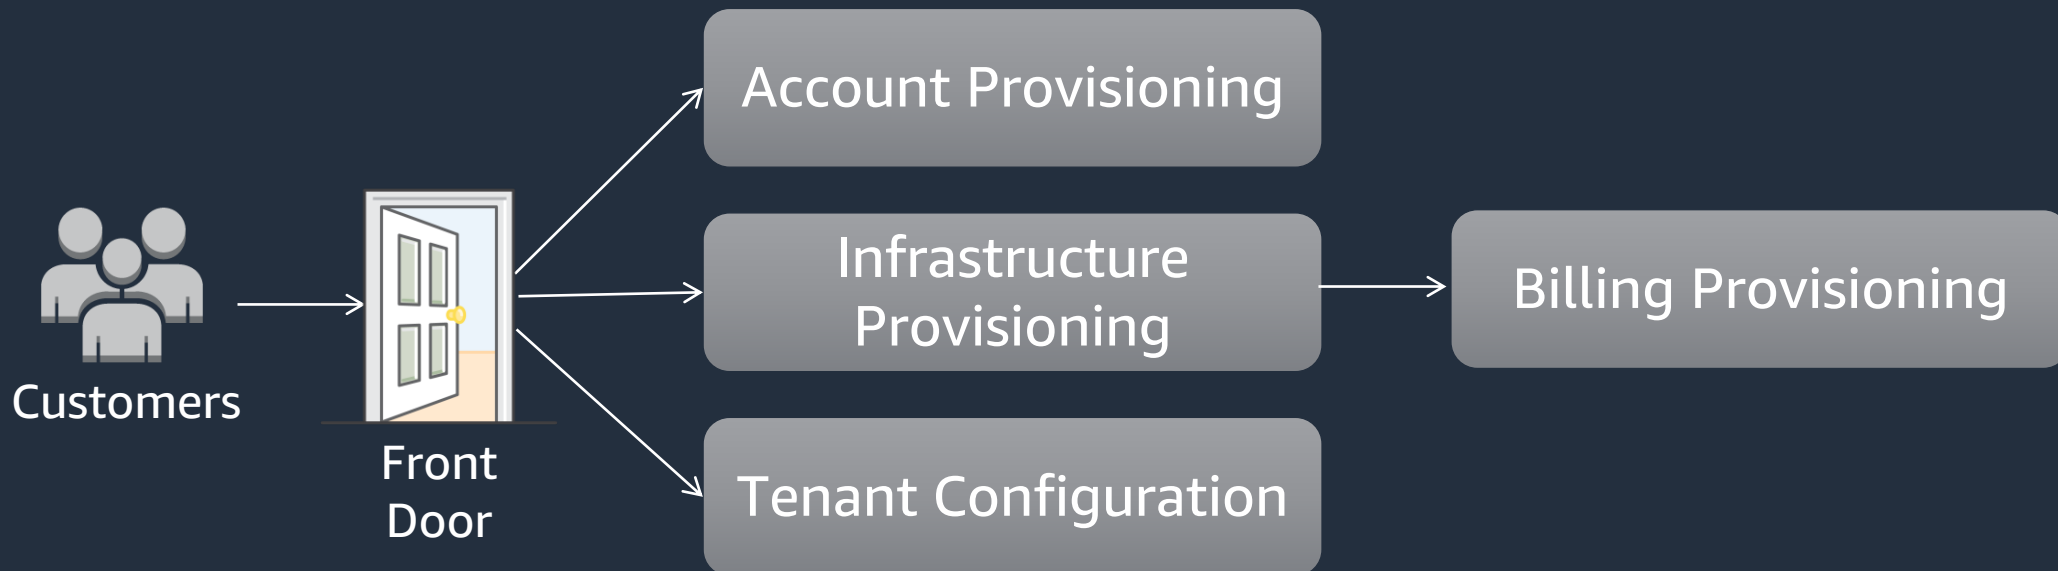 Customers
Front
Door
Account Provisioning
Infrastructure
Provisioning
Tenant Configuration
Billing Provisioning